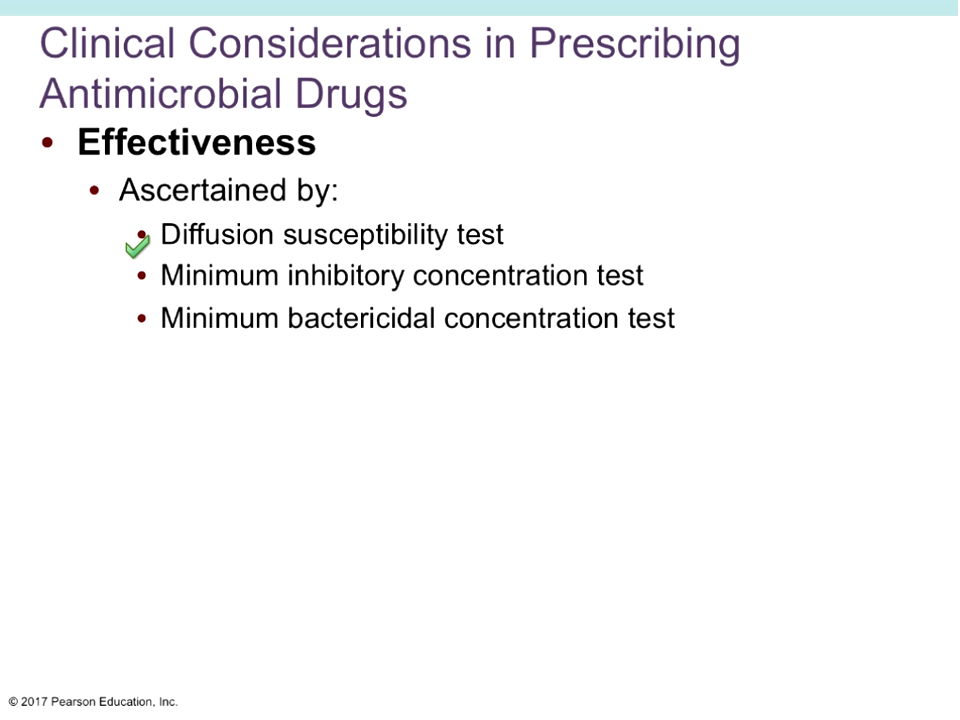 Clinical Considerations in Prescribing
Antimicrobial Drugs
• Effectiveness
• Ascertained by:
• Diffusion susceptibility test
• Minimum inhibitory concentration test
• Minimum bactericidal concentration test
© 2017 Pearson Education, Inc.